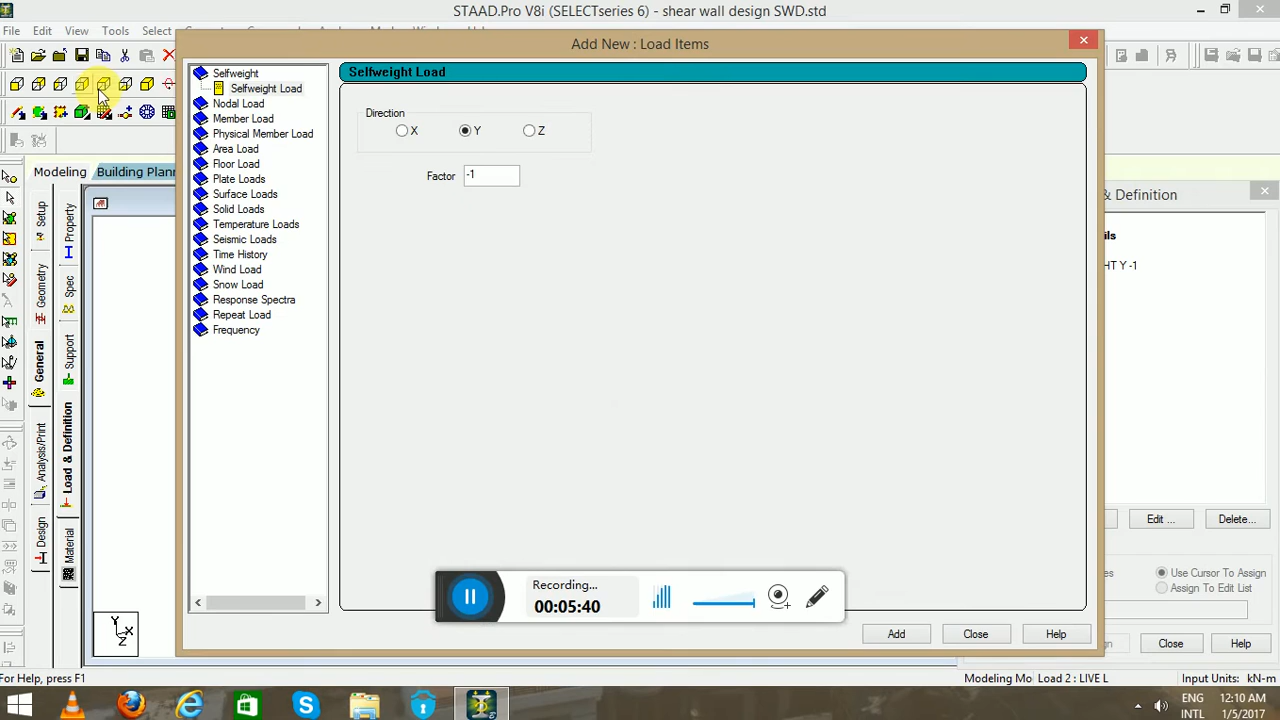 STAAD.Pro V8i (SELECTseries 6) - shear wall design SWD.std
File Edit View Tools Select
Add New : Load Items
Selfweight
Selfweight Load
Nodal Load
Member Load
Physical Member Load
Area Load
Floor Load
Plate Loads
Surface Loads
Solid Loads
Temperature Loads
Seismic Loads
Time History
Wind Load
Snow Load
Response Spectra
Repeat Load
Frequency
Selfweight Load
Direction
X Y Z
Factor -1
Modeling Building Plann
Setup
Geometry
General
Analysis/Print
Design
Property
Spec
Support
Load & Definition
Material
Y
X
Z
& Definition
ils
HT Y -1
Edit ... Delete...
es
Use Cursor To Assign
Assign To Edit List
Close Help
Recording...
00:05:40
Add Close Help
For Help, press F1
Modeling Mo Load 2 : LIVE L Input Units: kN-m
ENG
INTL
12:10 AM
1/5/2017